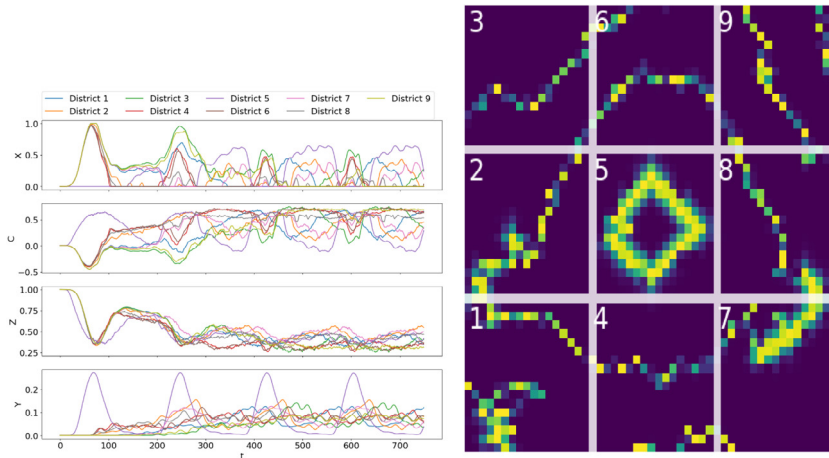 3 6 9
District 1 District 3 District 5 District 7 District 9
District 2 District 4 District 6 District 8
1.0
X 0.5
0.0
0.5
C 0.0
−0.5
1.00
0.75
Z 0.50
0.25
0.2
Y 0.1
0.0
0 100 200 300 400 500 600 700
t
2 5 8
1 4 7